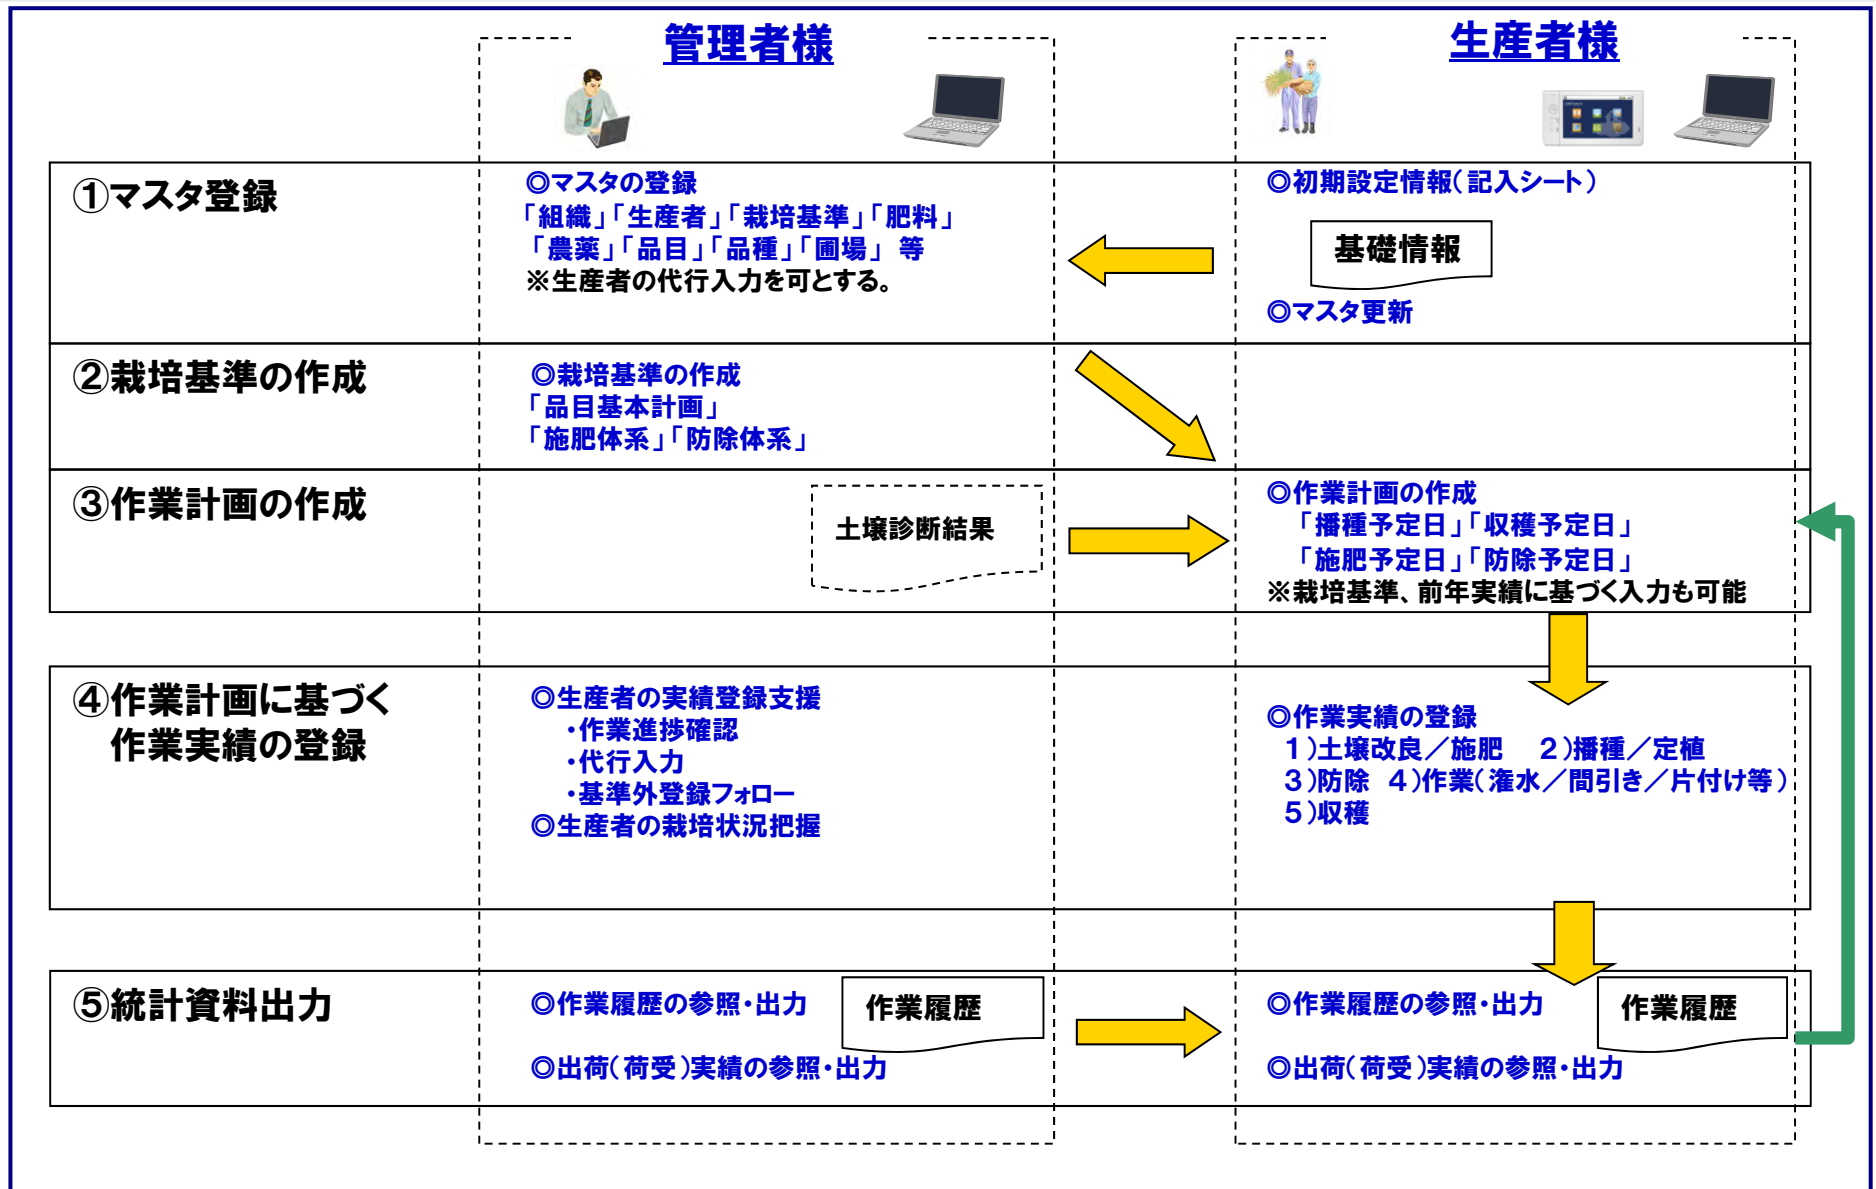 管理者様
生産者様
①マスタ登録
◎マスタの登録
「組織」「生産者」「栽培基準」「肥料」
「農薬」「品目」「品種」「圃場」 等
※生産者の代行入力を可とする。
◎初期設定情報(記入シート)
基礎情報
◎マスタ更新
②栽培基準の作成
◎栽培基準の作成
「品目基本計画」
「施肥体系」「防除体系」
③作業計画の作成
土壌診断結果
◎作業計画の作成
「播種予定日」「収穫予定日」
「施肥予定日」「防除予定日」
※栽培基準、前年実績に基づく入力も可能
④作業計画に基づく
作業実績の登録
◎生産者の実績登録支援
・作業進捗確認
・代行入力
・基準外登録フォロー
◎生産者の栽培状況把握
◎作業実績の登録
1)土壌改良/施肥 2)播種/定植
3)防除 4)作業(潅水/間引き/片付け等)
5)収穫
⑤統計資料出力
◎作業履歴の参照・出力
作業履歴
◎出荷(荷受)実績の参照・出力
◎作業履歴の参照・出力
作業履歴
◎出荷(荷受)実績の参照・出力